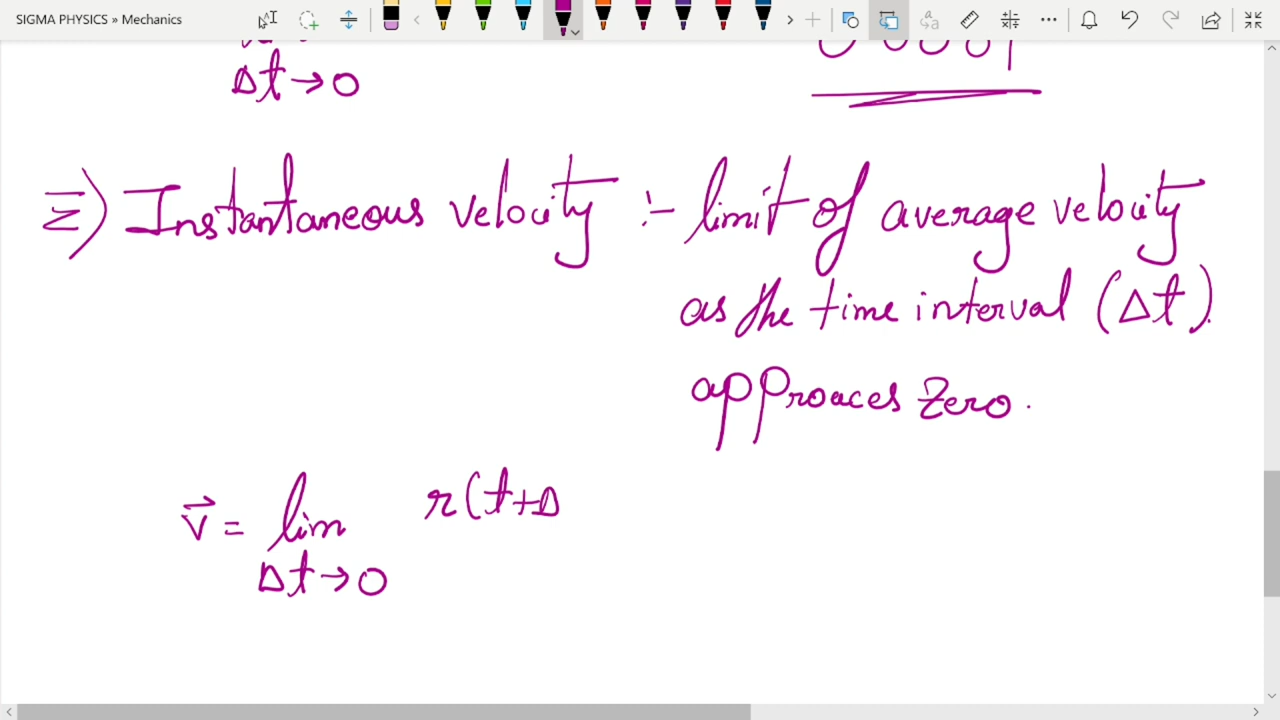 SIGMA PHYSICS » Mechanics
Δt→0
Σ) Instantaneous velocity :- limit of average velocity
as the time interval (Δt).
approaces zero.
v⃗ = lim r(t+Δ
Δt→0